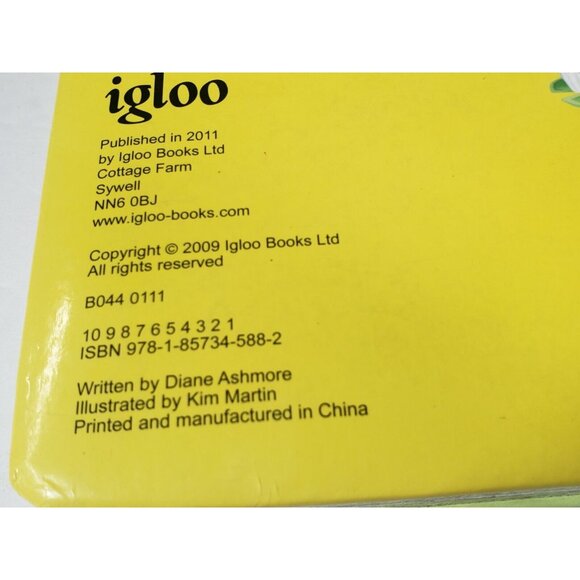 igloo
Published in 2011
by Igloo Books Ltd
Cottage Farm
Sywell
NN6 0BJ
www.igloo-books.com
Copyright © 2009 Igloo Books Ltd
All rights reserved
B044 0111
10 9 8 7 6 5 4 3 2 1
ISBN 978-1-85734-588-2
Written by Diane Ashmore
Illustrated by Kim Martin
Printed and manufactured in China